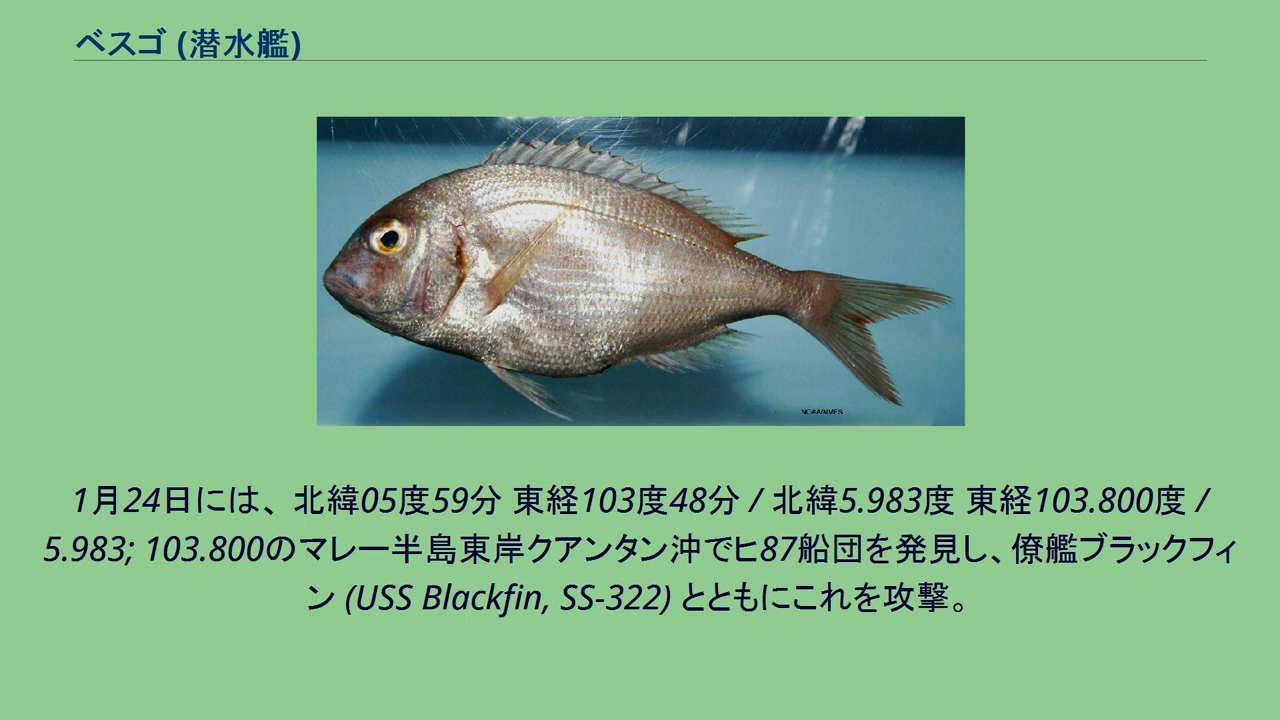 ベスゴ (潜水艦)
NOAA/NMFS
1月24日には、北緯05度59分 東経103度48分 / 北緯5.983度 東経103.800度 /
5.983; 103.800のマレー半島東岸クアンタン沖でヒ87船団を発見し、僚艦ブラックフィ
ン (USS Blackfin, SS-322) とともにこれを攻撃。